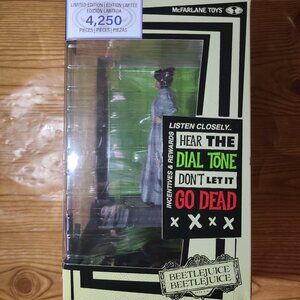 LIMITED EDITION | EDITION LIMITÉE
EDICIÓN LIMITADA
4,250
PIECES | PIÈCES | PIEZAS
McFARLANE TOYS
LISTEN CLOSELY..
INCENTIVES & REWARDS
HEAR THE
DIAL TONE
DON'T LET IT
GO DEAD
X X X X
BEETLEJUICE
BEETLEJUICE